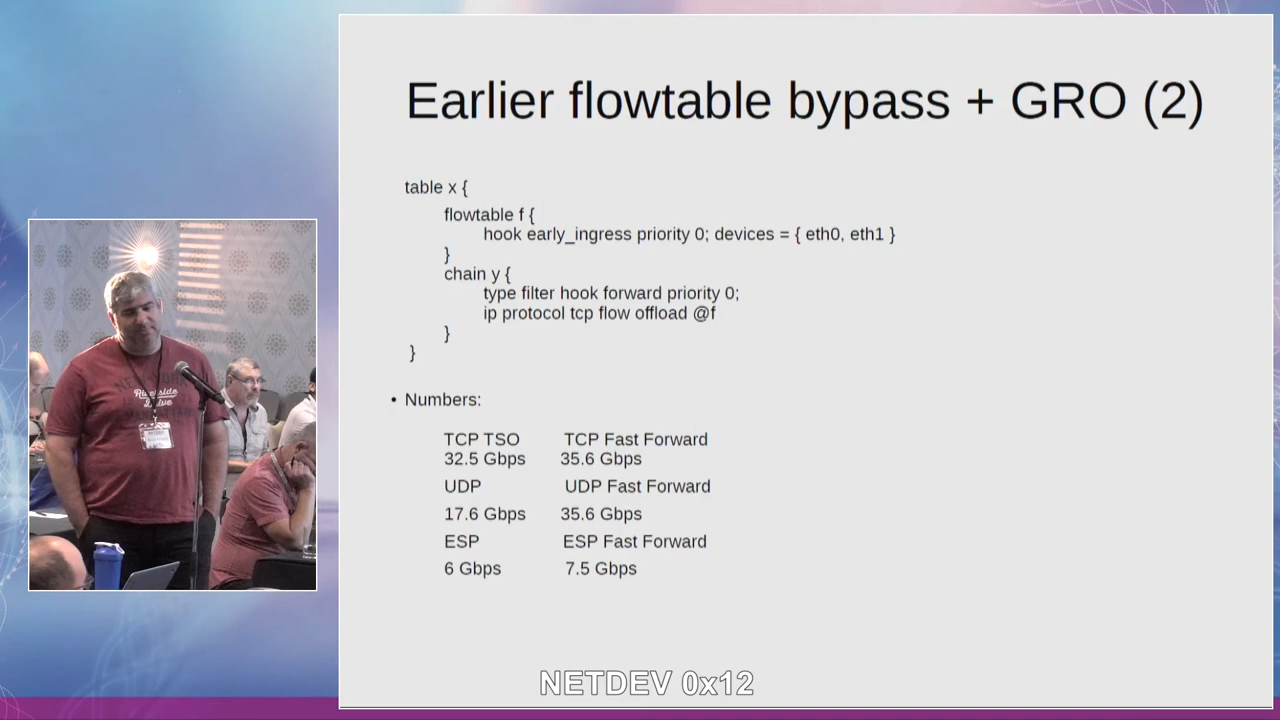 Earlier flowtable bypass + GRO (2)
table x {
flowtable f {
hook early_ingress priority 0; devices = { eth0, eth1 }
}
chain y {
type filter hook forward priority 0;
ip protocol tcp flow offload @f
}
}
• Numbers:
TCP TSO TCP Fast Forward
32.5 Gbps 35.6 Gbps
UDP UDP Fast Forward
17.6 Gbps 35.6 Gbps
ESP ESP Fast Forward
6 Gbps 7.5 Gbps
NETDEV 0x12